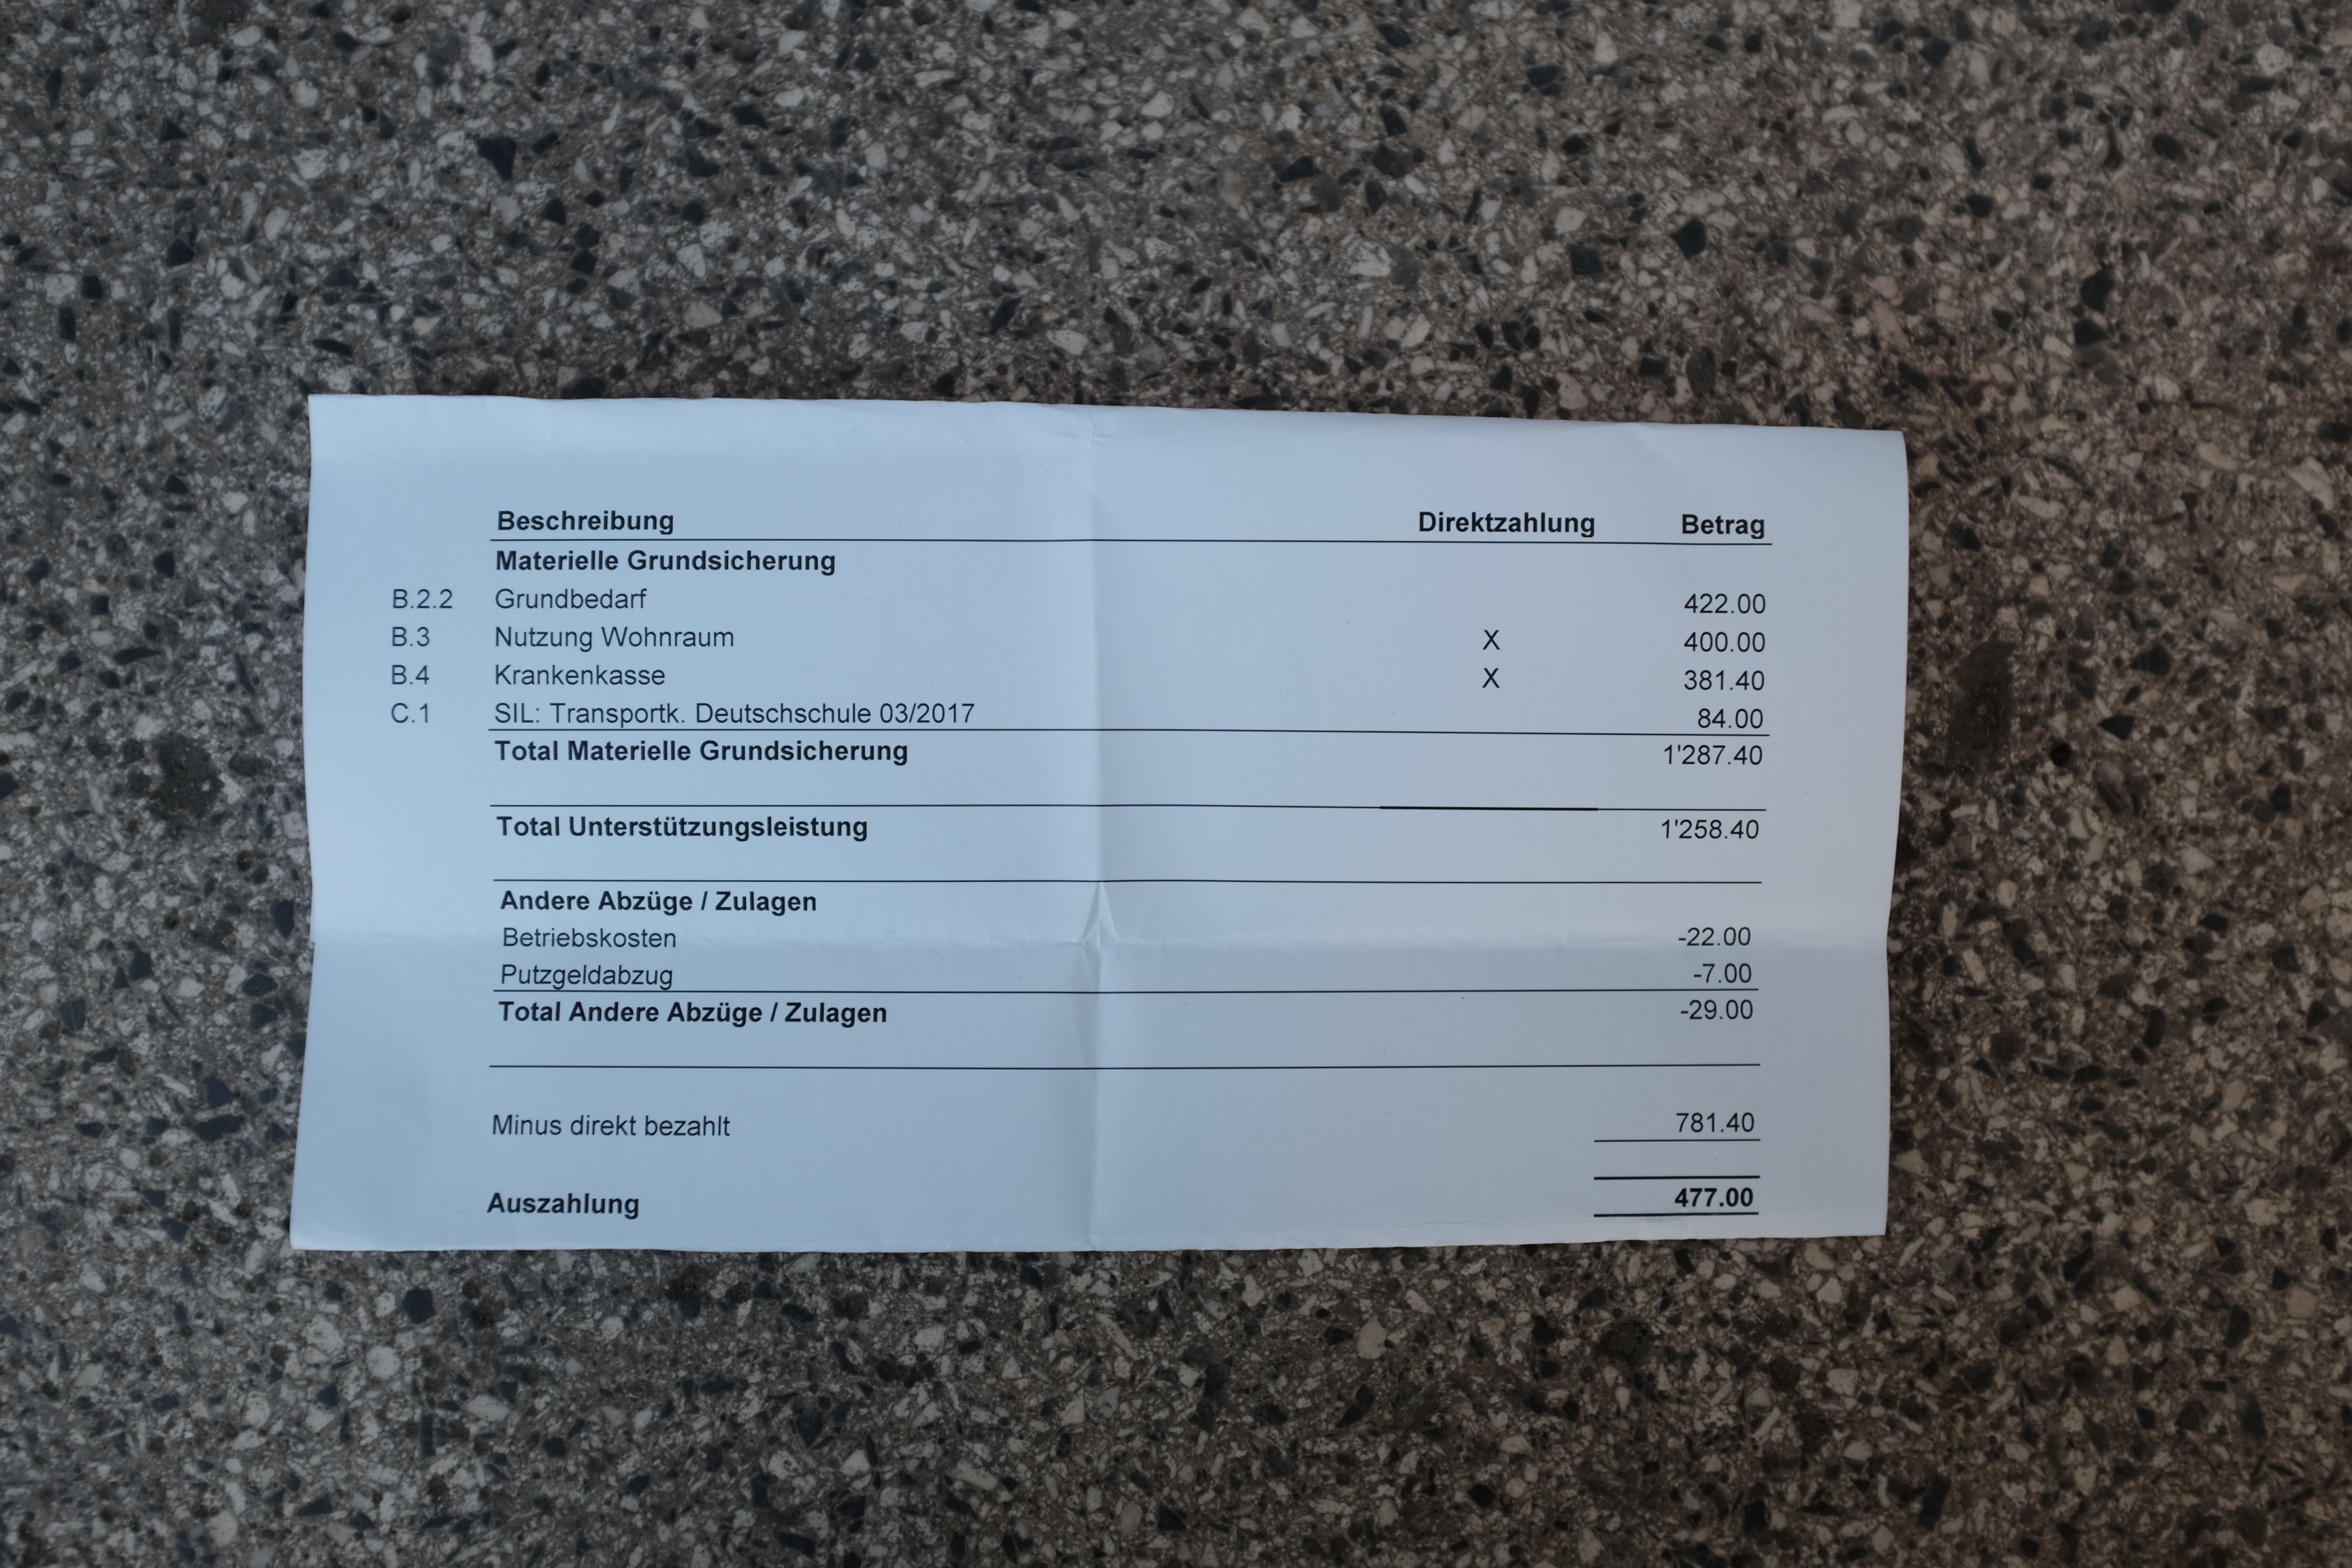 Beschreibung Direktzahlung Betrag
Materielle Grundsicherung
B.2.2 Grundbedarf 422.00
B.3 Nutzung Wohnraum X 400.00
B.4 Krankenkasse X 381.40
C.1 SIL: Transportk. Deutschschule 03/2017 84.00
Total Materielle Grundsicherung 1'287.40
Total Unterstützungsleistung 1'258.40
Andere Abzüge / Zulagen
Betriebskosten -22.00
Putzgeldabzug -7.00
Total Andere Abzüge / Zulagen -29.00
Minus direkt bezahlt 781.40
Auszahlung 477.00